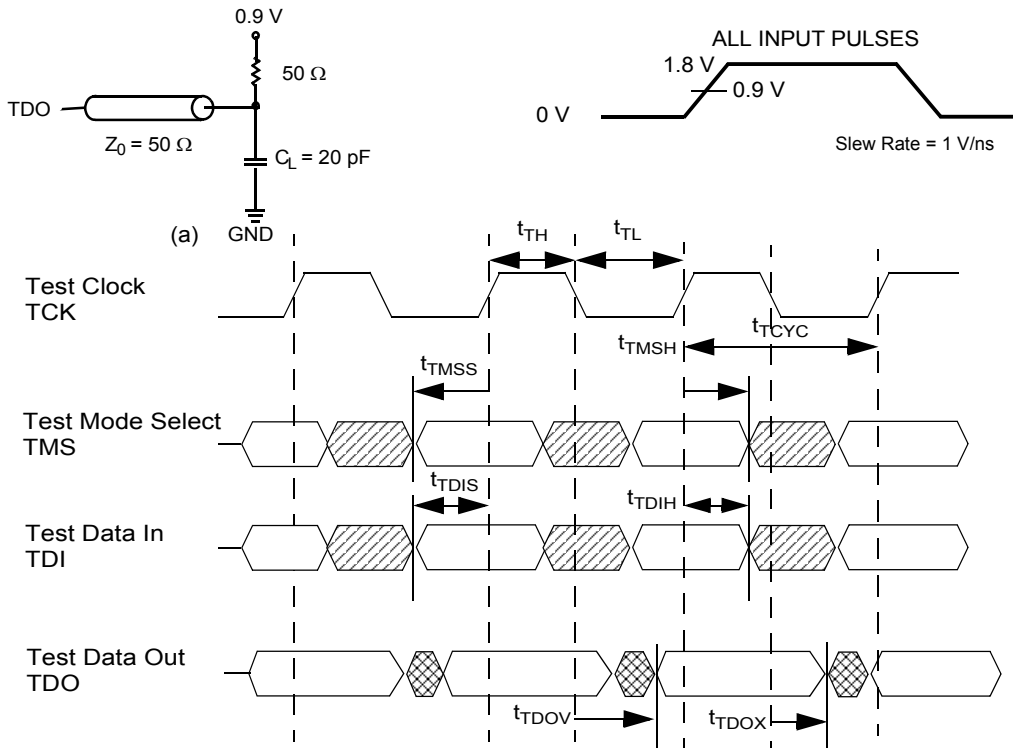 0.9 V
50 Ω
TDO
Z0 = 50 Ω
CL = 20 pF
(a)
GND
ALL INPUT PULSES
1.8 V
0.9 V
0 V
Slew Rate = 1 V/ns
tTH
tTL
Test Clock
TCK
tTCYC
tTMSH
tTMSS
Test Mode Select
TMS
tTDIS
tTDIH
Test Data In
TDI
Test Data Out
TDO
tTDOV
tTDOX